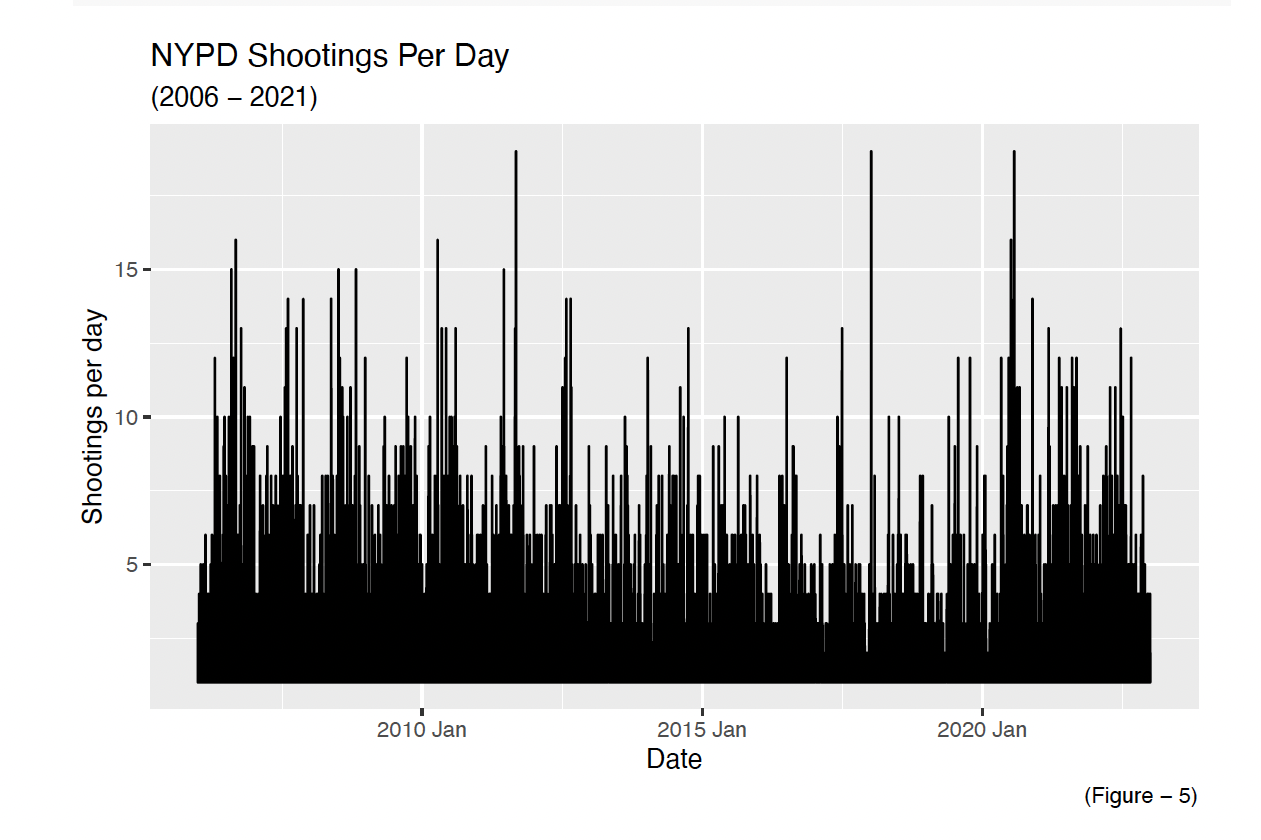 NYPD Shootings Per Day
(2006 − 2021)
15
10
5
Shootings per day
2010 Jan
2015 Jan
2020 Jan
Date
(Figure − 5)